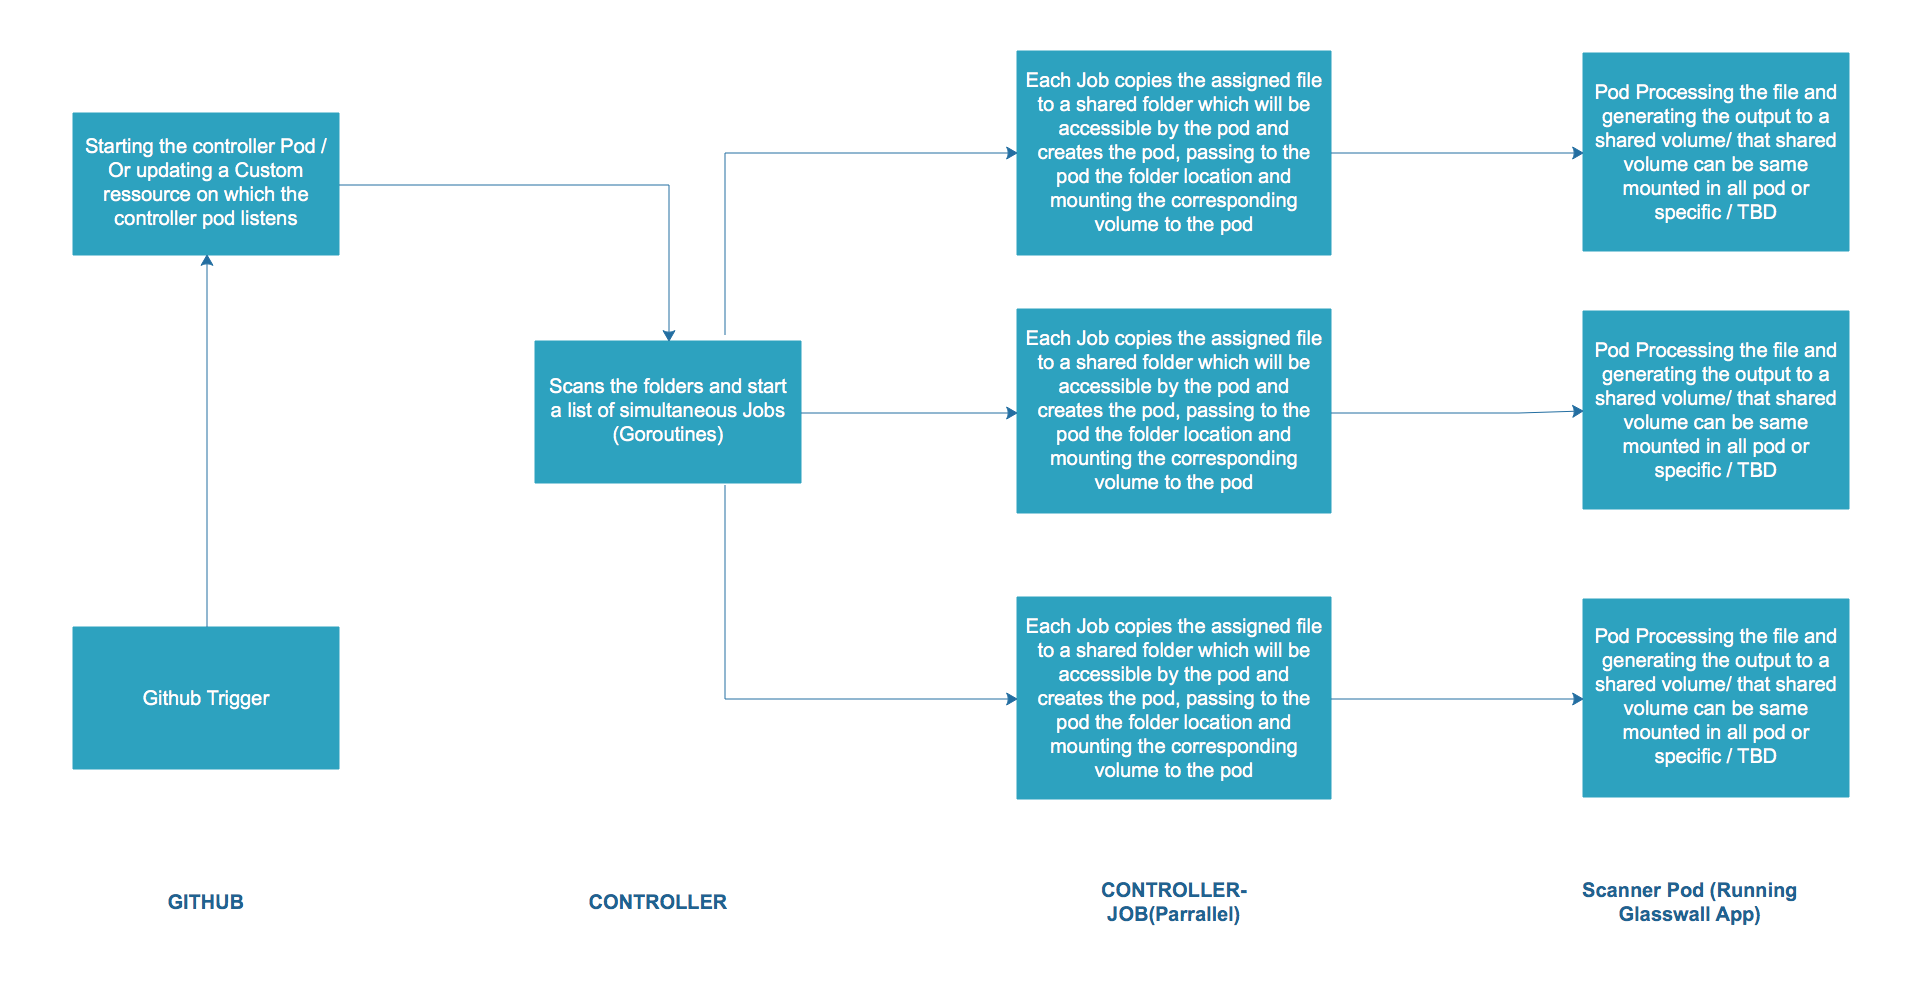 Starting the controller Pod /
Or updating a Custom
ressource on which the
controller pod listens
Github Trigger
Scans the folders and start
a list of simultaneous Jobs
(Goroutines)
Each Job copies the assigned file
to a shared folder which will be
accessible by the pod and
creates the pod, passing to the
pod the folder location and
mounting the corresponding
volume to the pod
Each Job copies the assigned file
to a shared folder which will be
accessible by the pod and
creates the pod, passing to the
pod the folder location and
mounting the corresponding
volume to the pod
Each Job copies the assigned file
to a shared folder which will be
accessible by the pod and
creates the pod, passing to the
pod the folder location and
mounting the corresponding
volume to the pod
Pod Processing the file and
generating the output to a
shared volume/ that shared
volume can be same
mounted in all pod or
specific / TBD
Pod Processing the file and
generating the output to a
shared volume/ that shared
volume can be same
mounted in all pod or
specific / TBD
Pod Processing the file and
generating the output to a
shared volume/ that shared
volume can be same
mounted in all pod or
specific / TBD
GITHUB
CONTROLLER
CONTROLLER-
JOB(Parrallel)
Scanner Pod (Running
Glasswall App)